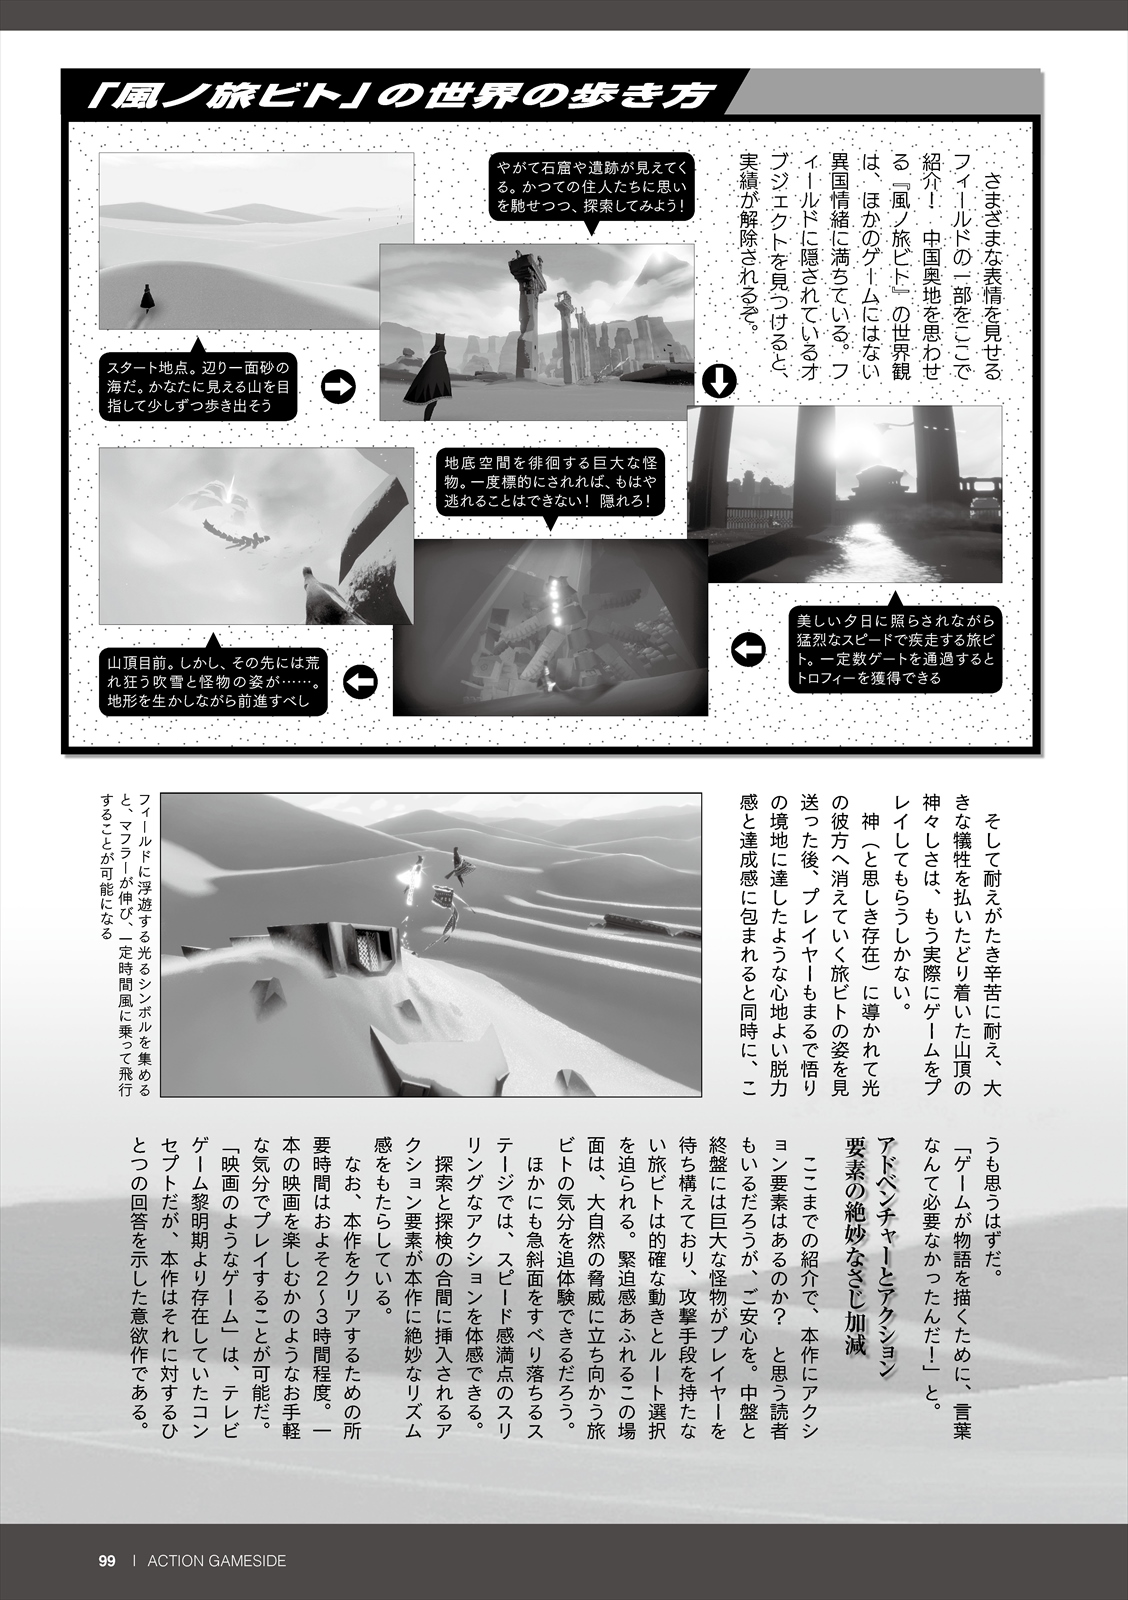 「風ノ旅ビト」の世界の歩き方
さまざまな表情を見せる
フィールドの一部をここで
紹介!　中国奥地を思わせ
る『風ノ旅ビト』の世界観
は、ほかのゲームにはない
異国情緒に満ちている。フ
ィールドに隠されているオ
ブジェクトを見つけると、
実績が解除されるぞ。
スタート地点。辺り一面砂の
海だ。かなたに見える山を目
指して少しずつ歩き出そう
やがて石窟や遺跡が見えてく
る。かつての住人たちに思い
を馳せつつ、探索してみよう!
美しい夕日に照らされながら
猛烈なスピードで疾走する旅ビ
ト。一定数ゲートを通過すると
トロフィーを獲得できる
地底空間を徘徊する巨大な怪
物。一度標的にされれば、もはや
逃れることはできない!　隠れろ!
山頂目前。しかし、その先には荒
れ狂う吹雪と怪物の姿が……。
地形を生かしながら前進すべし
そして耐えがたき辛苦に耐え、大
きな犠牲を払いたどり着いた山頂の
神々しさは、もう実際にゲームをプ
レイしてもらうしかない。
神（と思しき存在）に導かれて光
の彼方へ消えていく旅ビトの姿を見
送った後、プレイヤーもまるで悟り
の境地に達したような心地よい脱力
感と達成感に包まれると同時に、こ
フィールドに浮遊する光るシンボルを集める
と、マフラーが伸び、一定時間風に乗って飛行
することが可能になる
うも思うはずだ。
「ゲームが物語を描くために、言葉
なんて必要なかったんだ!」と。
アドベンチャーとアクション
要素の絶妙なさじ加減
ここまでの紹介で、本作にアクシ
ョン要素はあるのか?　と思う読者
もいるだろうが、ご安心を。中盤と
終盤には巨大な怪物がプレイヤーを
待ち構えており、攻撃手段を持たな
い旅ビトは的確な動きとルート選択
を迫られる。緊迫感あふれるこの場
面は、大自然の脅威に立ち向かう旅
ビトの気分を追体験できるだろう。
ほかにも急斜面をすべり落ちるス
テージでは、スピード感満点のスリ
リングなアクションを体感できる。
探索と探検の合間に挿入されるア
クション要素が本作に絶妙なリズム
感をもたらしている。
なお、本作をクリアするための所
要時間はおよそ2〜3時間程度。一
本の映画を楽しむかのようなお手軽
な気分でプレイすることが可能だ。
「映画のようなゲーム」は、テレビ
ゲーム黎明期より存在していたコン
セプトだが、本作はそれに対するひ
とつの回答を示した意欲作である。
99 | ACTION GAMESIDE